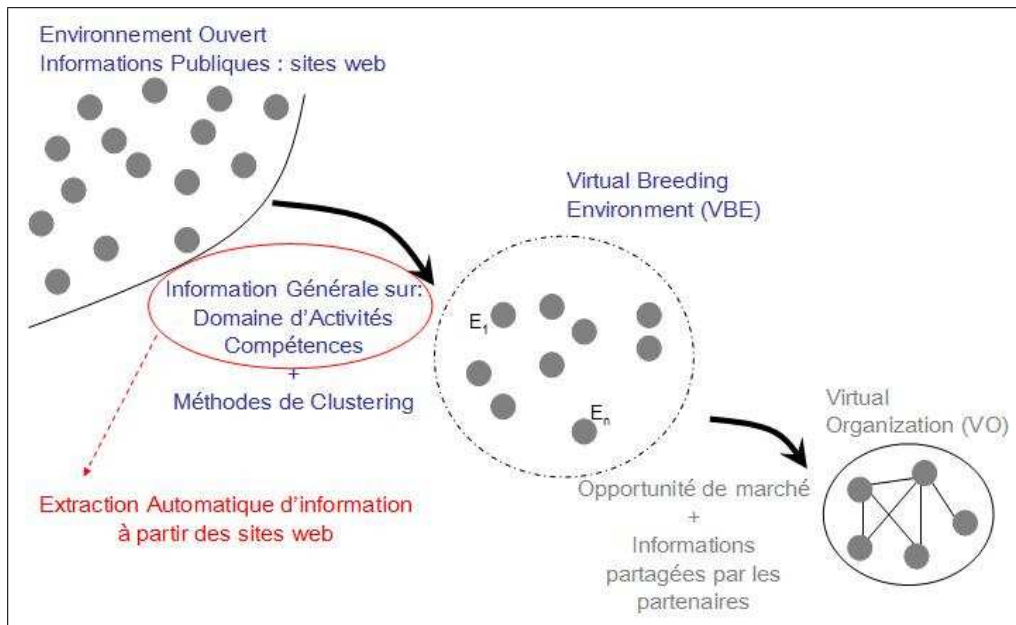 Environnement Ouvert
Informations Publiques : sites web
Virtual Breeding
Environment (VBE)
Information Générale sur:
Domaine d'Activités
Compétences
+
Méthodes de Clustering
E1
En
Extraction Automatique d'information
à partir des sites web
Virtual
Organization (VO)
Opportunité de marché
+
Informations
partagées par les
partenaires